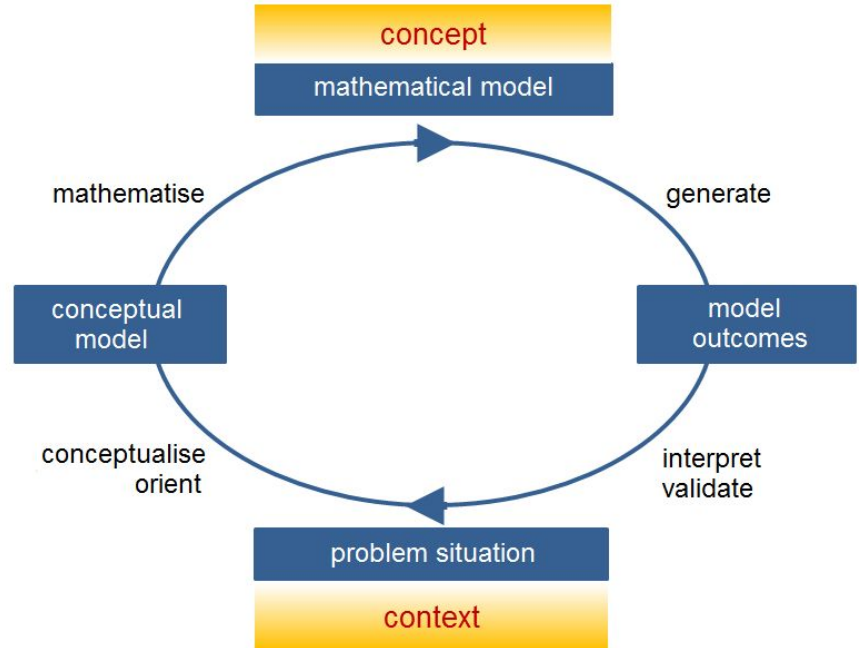 concept
mathematical model
mathematise
generate
conceptual
model
model
outcomes
conceptualise
orient
interpret
validate
problem situation
context